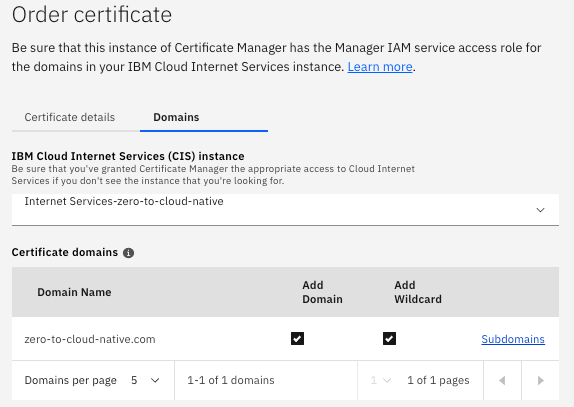 Order certificate
Be sure that this instance of Certificate Manager has the Manager IAM service access role for
the domains in your IBM Cloud Internet Services instance. Learn more.
Certificate details
Domains
IBM Cloud Internet Services (CIS) instance
Be sure that you've granted Certificate Manager the appropriate access to Cloud Internet
Services if you don't see the instance that you're looking for.
Internet Services-zero-to-cloud-native
Certificate domains
Domain Name
Add
Domain
Add
Wildcard
zero-to-cloud-native.com
Subdomains
Domains per page 5
1-1 of 1 domains
1
1 of 1 pages